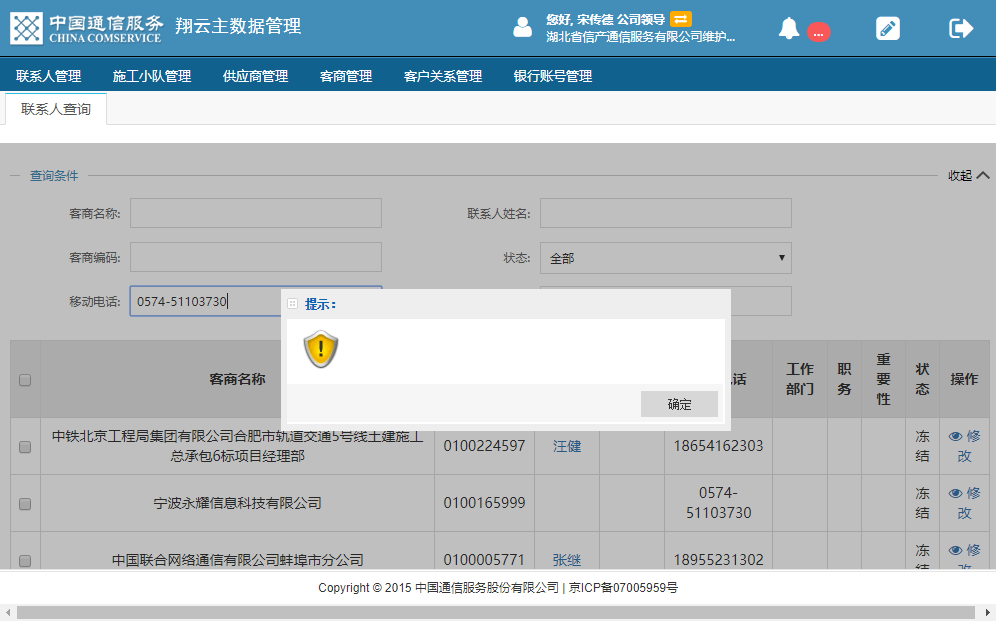 中国通信服务
CHINA COMSERVICE
翔云主数据管理
您好, 宋传德 公司领导
湖北省信产通信服务有限公司维护...
...
联系人管理
施工小队管理
供应商管理
客商管理
客户关系管理
银行账号管理
联系人查询
查询条件
收起
客商名称:
联系人姓名:
客商编码:
状态:
全部
移动电话:
0574-51103730
提示:
确定
客商名称
话
工作部门
职务
重要性
状态
操作
中铁北京工程局集团有限公司合肥市轨道交通5号线土建施工
总承包6标项目经理部
0100224597
汪健
18654162303
冻结
修改
宁波永耀信息科技有限公司
0100165999
0574-
51103730
冻结
修改
中国联合网络通信有限公司蚌埠市分公司
0100005771
张继
18955231302
冻结
修改
Copyright © 2015 中国通信服务股份有限公司 | 京ICP备07005959号